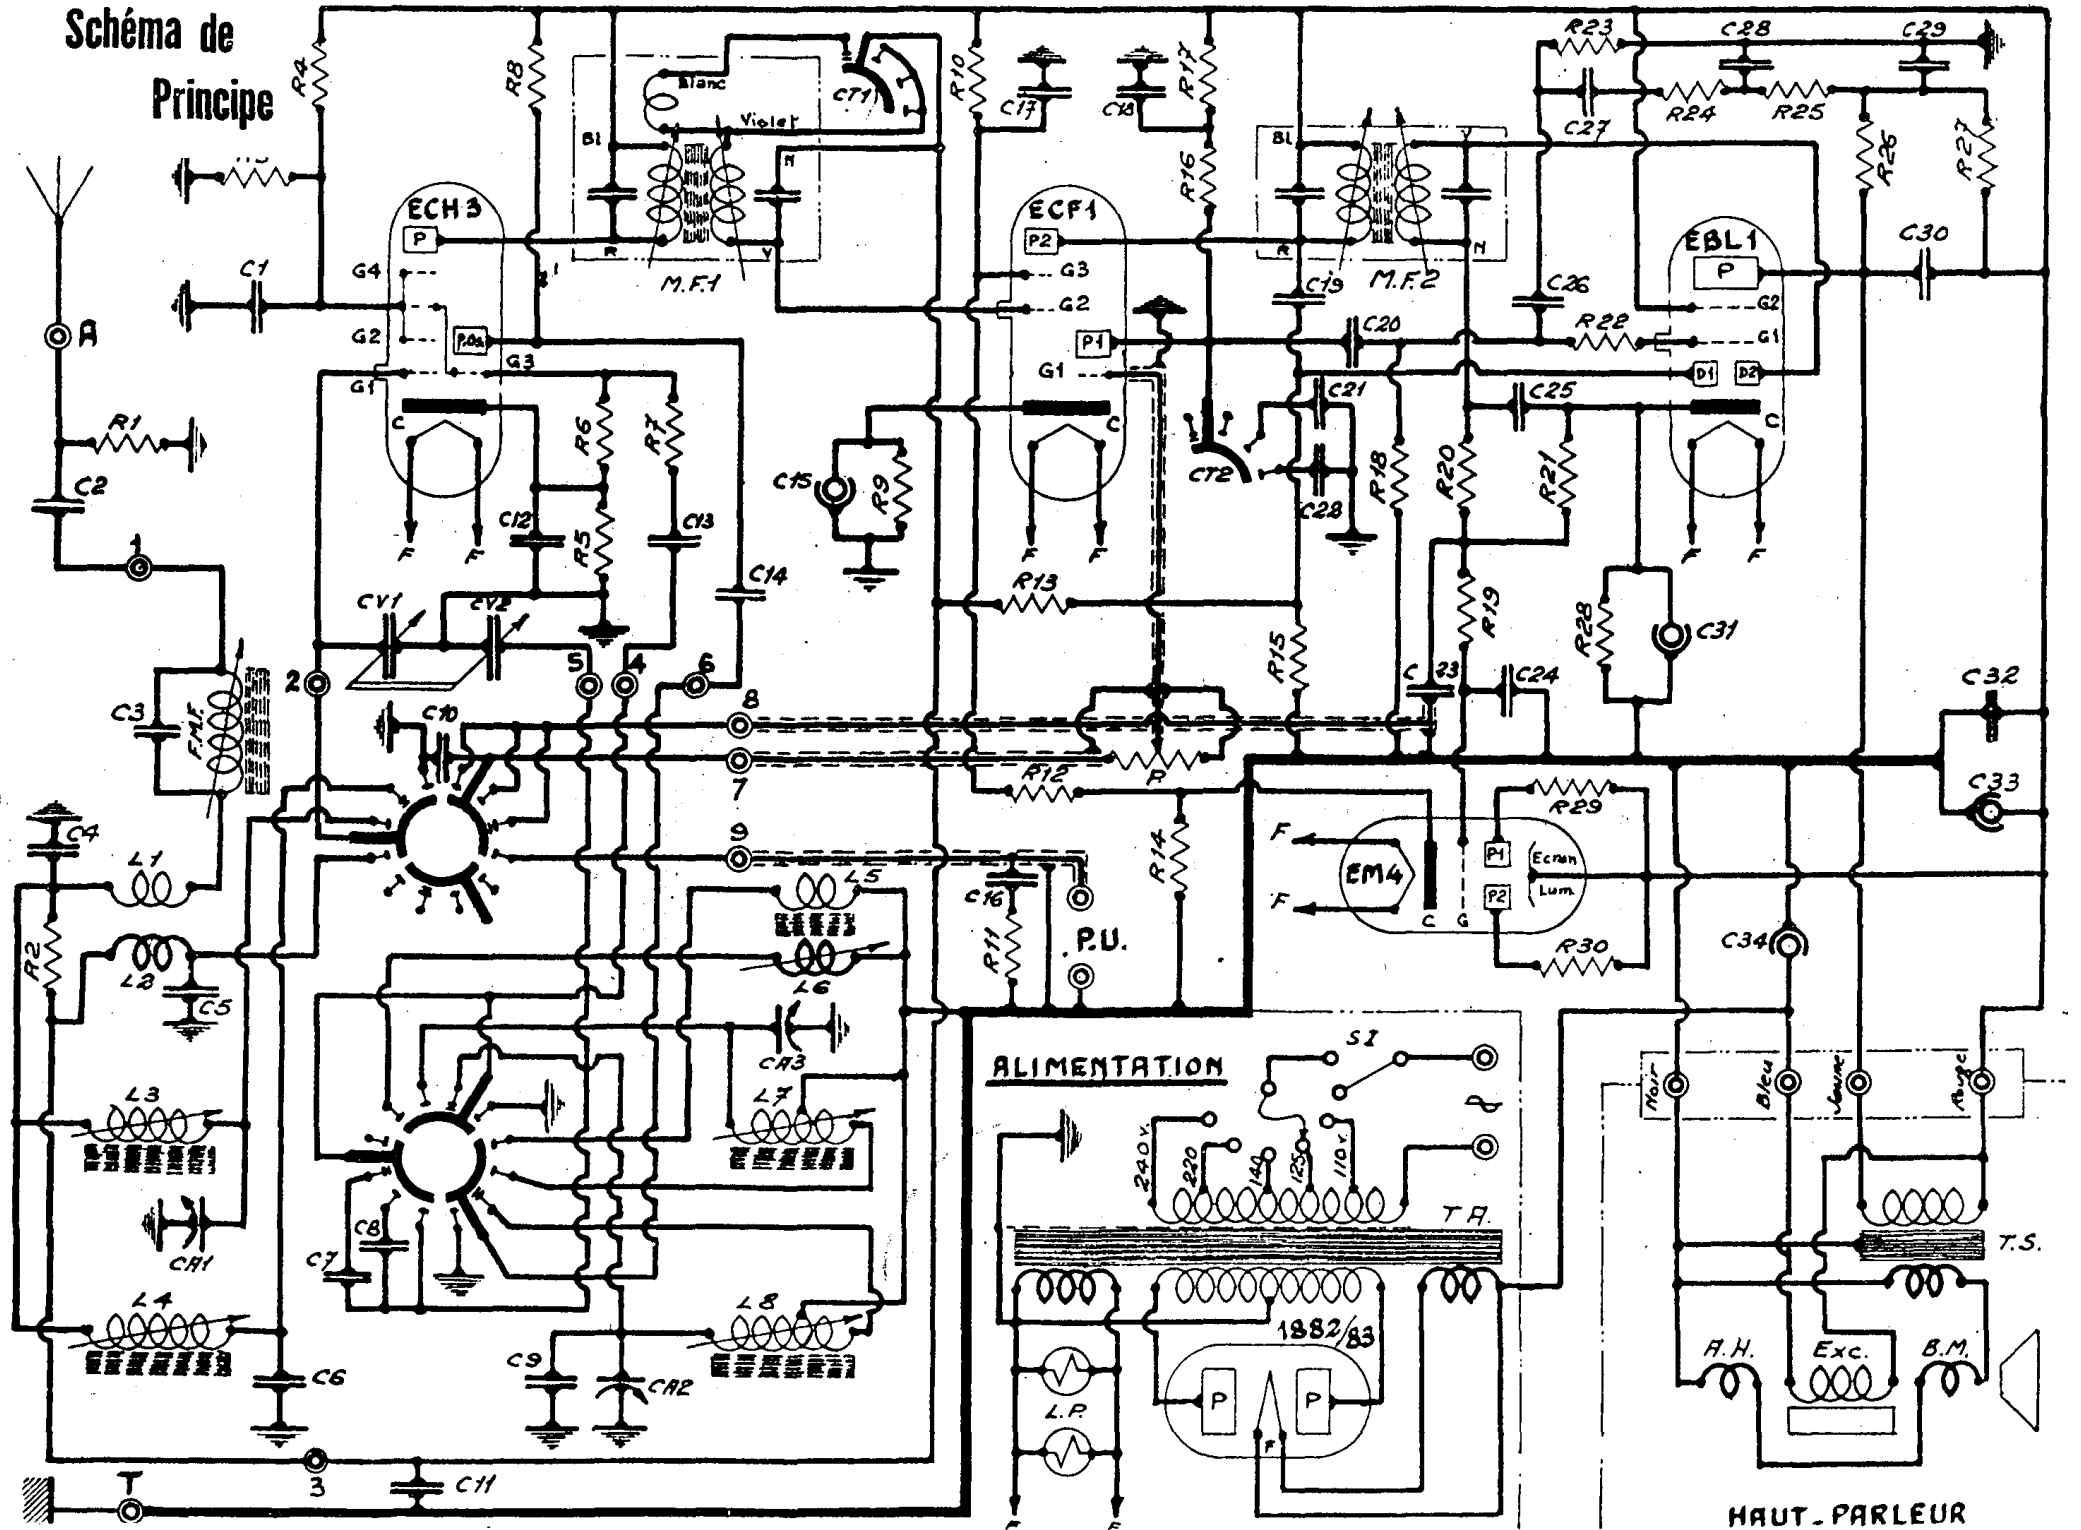 Schéma de
Principe
R4
R8
Blanc
Violet
CT1
R10
C17
C18
R17
R16
R23
C28
C29
C27
R24
R25
R26
R27
Bl
N
R
V
M.F.1
Bl
V
R
N
M.F.2
ECH3
P
G4
G2
P.Os.
G3
G1
C
F
F
ECF1
P2
G3
G2
P1
G1
C
F
F
EBL1
P
G2
G1
D1
D2
C
F
F
A
C1
R1
C2
1
C3
F.M.F.
C4
L1
R2
L2
C5
L3
CA1
L4
C6
R6
R7
C12
R5
C13
C14
CV1
CV2
2
5
4
6
8
7
9
C10
C15
R9
C19
C20
C21
CT2
C28
R18
C26
R22
C25
R20
R21
R13
R15
R19
C23
C24
R28
C31
C30
C32
C33
R
R12
R14
R29
R30
EM4
F
F
P1
P2
C
G
Ecran
Lum.
C34
L5
L6
C16
R11
P.U.
CA3
L7
C7
C8
L8
C9
CA2
T
3
C11
ALIMENTATION
SI
240v.
220
140
125
110v.
T A.
1882/83
P
P
F
L.P.
F
F
Noir
Bleu
Jaune
Rouge
T.S.
A.H.
Exc.
B.M.
HAUT-PARLEUR